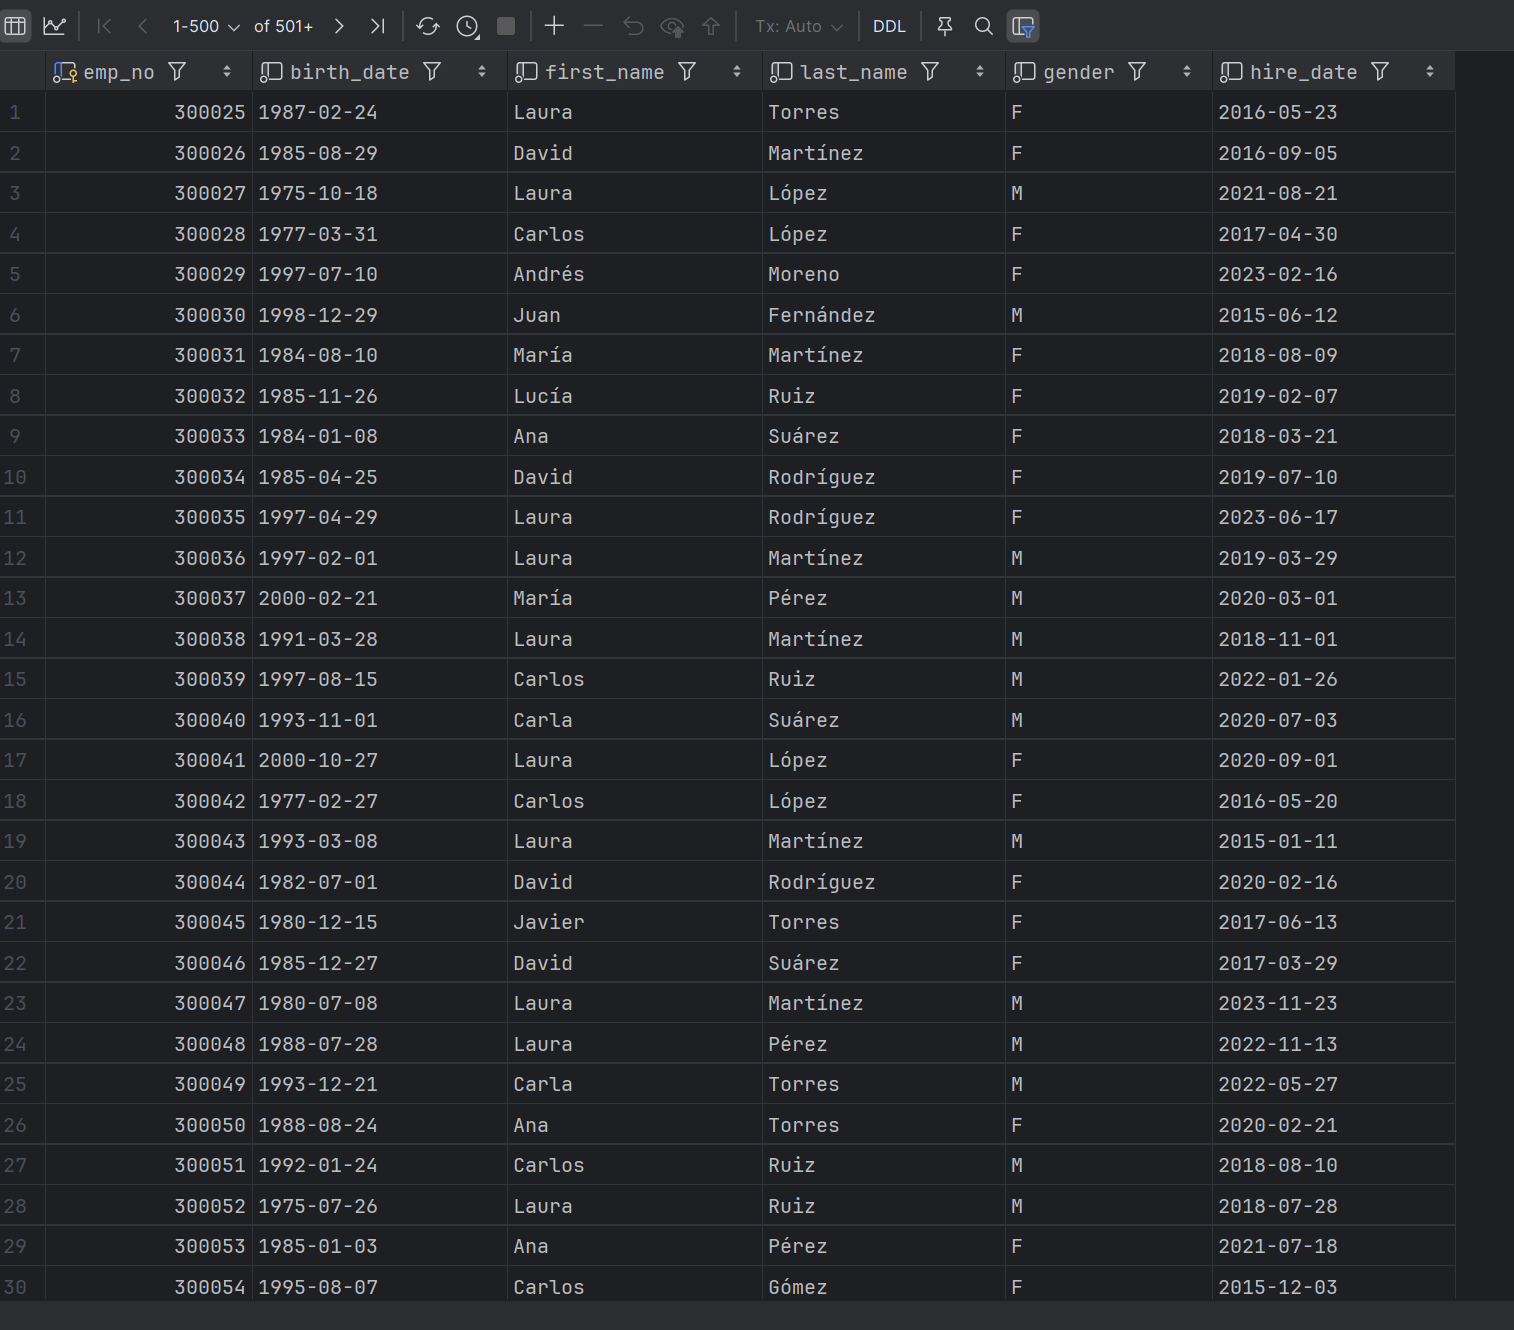 1-500 of 501+ Tx: Auto DDL
emp_no birth_date first_name last_name gender hire_date
1 300025 1987-02-24 Laura Torres F 2016-05-23
2 300026 1985-08-29 David Martínez F 2016-09-05
3 300027 1975-10-18 Laura López M 2021-08-21
4 300028 1977-03-31 Carlos López F 2017-04-30
5 300029 1997-07-10 Andrés Moreno F 2023-02-16
6 300030 1998-12-29 Juan Fernández M 2015-06-12
7 300031 1984-08-10 María Martínez F 2018-08-09
8 300032 1985-11-26 Lucía Ruiz F 2019-02-07
9 300033 1984-01-08 Ana Suárez F 2018-03-21
10 300034 1985-04-25 David Rodríguez F 2019-07-10
11 300035 1997-04-29 Laura Rodríguez F 2023-06-17
12 300036 1997-02-01 Laura Martínez M 2019-03-29
13 300037 2000-02-21 María Pérez M 2020-03-01
14 300038 1991-03-28 Laura Martínez M 2018-11-01
15 300039 1997-08-15 Carlos Ruiz M 2022-01-26
16 300040 1993-11-01 Carla Suárez M 2020-07-03
17 300041 2000-10-27 Laura López F 2020-09-01
18 300042 1977-02-27 Carlos López F 2016-05-20
19 300043 1993-03-08 Laura Martínez M 2015-01-11
20 300044 1982-07-01 David Rodríguez F 2020-02-16
21 300045 1980-12-15 Javier Torres F 2017-06-13
22 300046 1985-12-27 David Suárez F 2017-03-29
23 300047 1980-07-08 Laura Martínez M 2023-11-23
24 300048 1988-07-28 Laura Pérez M 2022-11-13
25 300049 1993-12-21 Carla Torres M 2022-05-27
26 300050 1988-08-24 Ana Torres F 2020-02-21
27 300051 1992-01-24 Carlos Ruiz M 2018-08-10
28 300052 1975-07-26 Laura Ruiz M 2018-07-28
29 300053 1985-01-03 Ana Pérez F 2021-07-18
30 300054 1995-08-07 Carlos Gómez F 2015-12-03